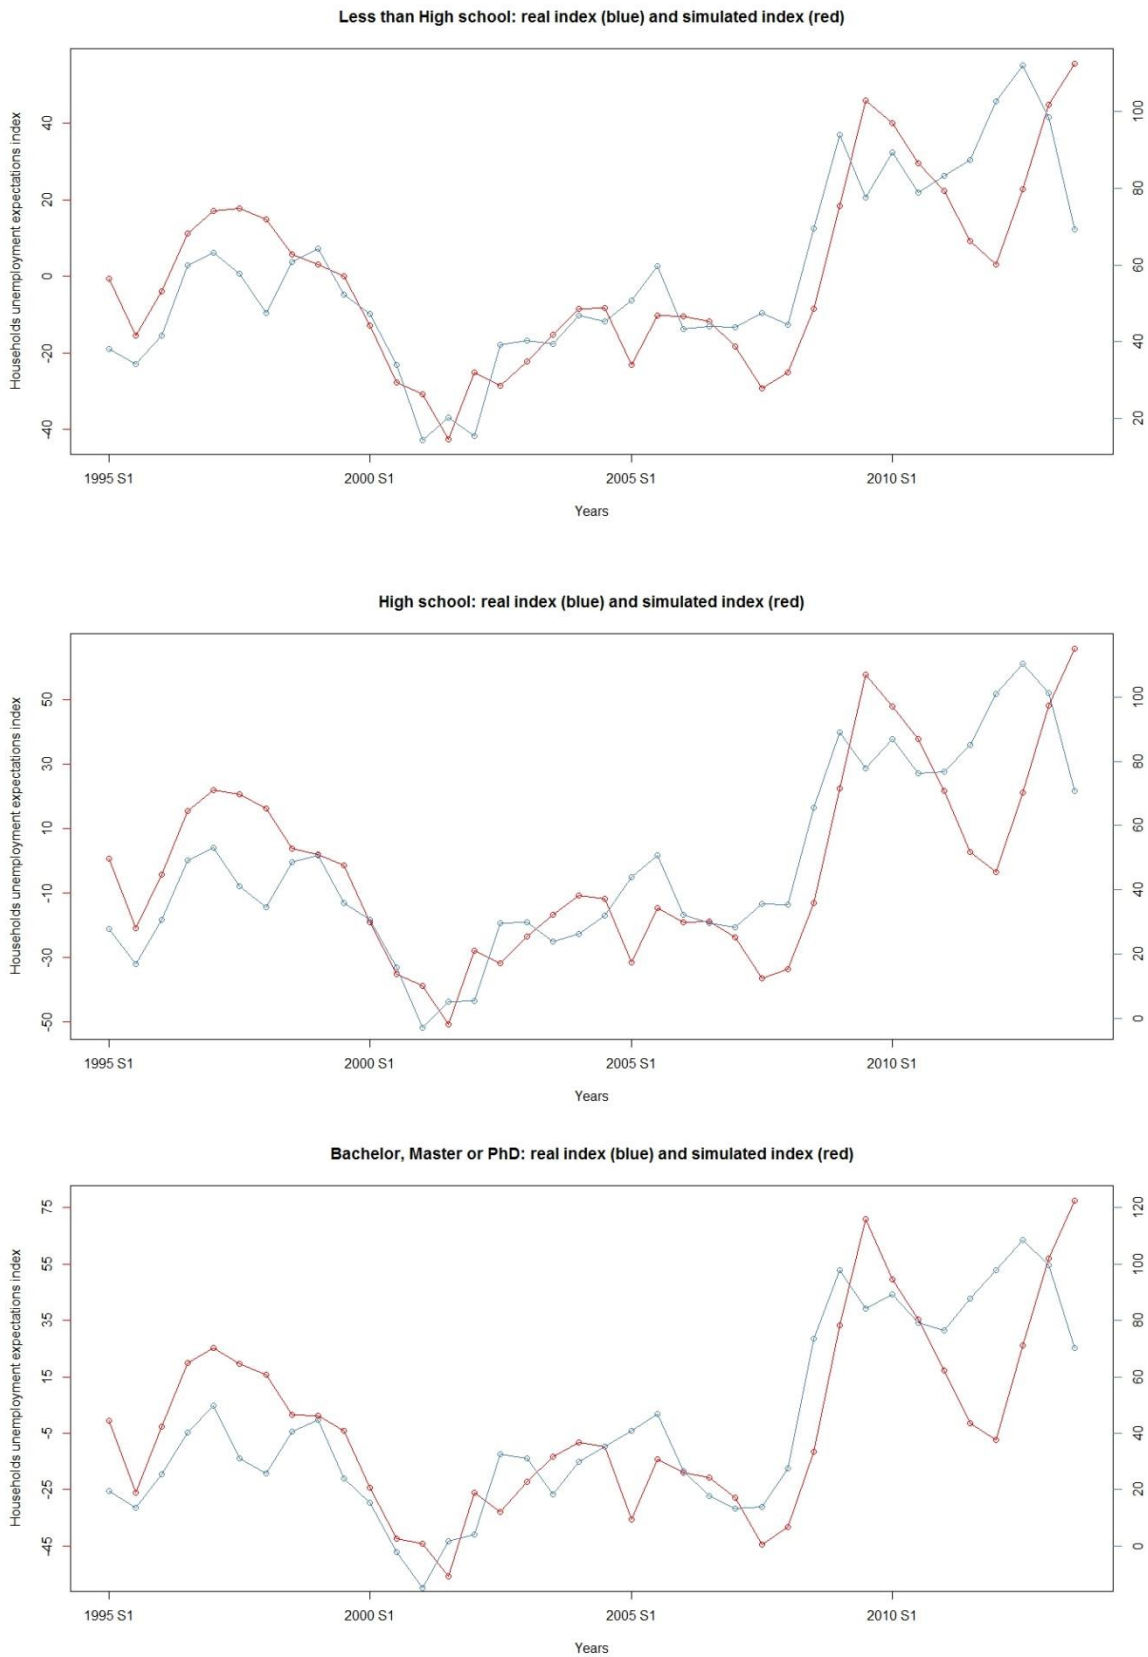 Less than High school: real index (blue) and simulated index (red)
Households unemployment expectations index
40
20
0
-20
40
100
80
60
40
20
1995 S1
2000 S1
2005 S1
2010 S1
Years
High school: real index (blue) and simulated index (red)
Households unemployment expectations index
50
30
10
-10
-30
-50
100
80
60
40
20
0
1995 S1
2000 S1
2005 S1
2010 S1
Years
Bachelor, Master or PhD: real index (blue) and simulated index (red)
Households unemployment expectations index
75
55
35
15
-5
-25
-45
120
100
80
60
40
20
0
1995 S1
2000 S1
2005 S1
2010 S1
Years